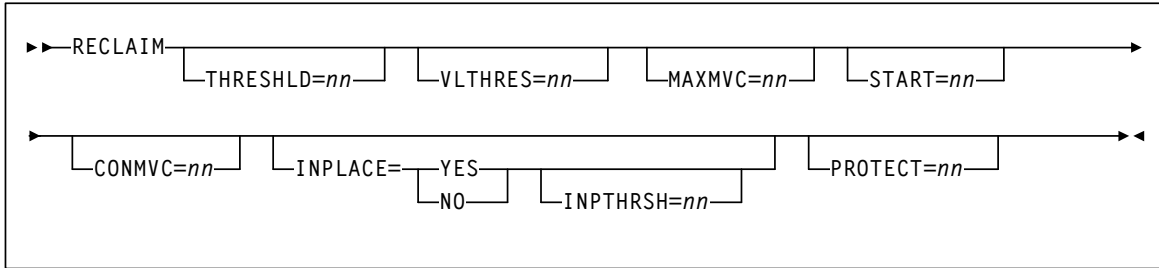 RECLAIM
THRESHLD=nn VLTHRES=nn MAXMVC=nn START=nn
CONMVC=nn INPLACE= YES PROTECT=nn
NO INPTHRSH=nn